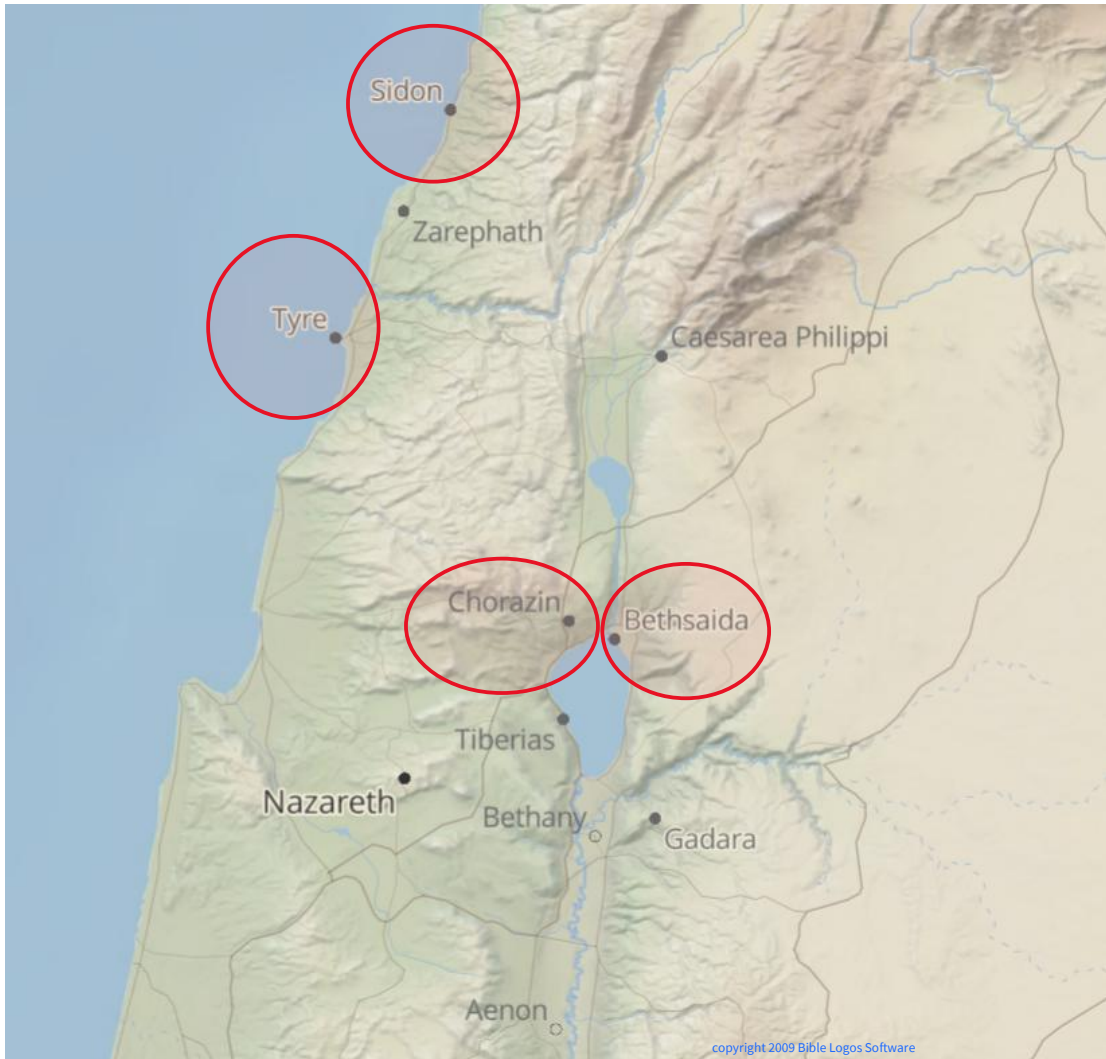 Sidon
Zarephath
Tyre
Caesarea Philippi
Chorazin
Bethsaida
Tiberias
Nazareth
Bethany
Gadara
Aenon
copyright 2009 Bible Logos Software